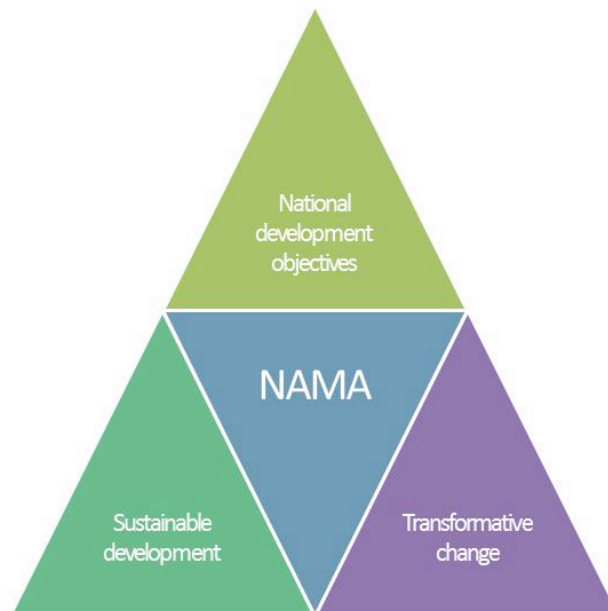 National
development
objectives
NAMA
Sustainable
development
Transformative
change